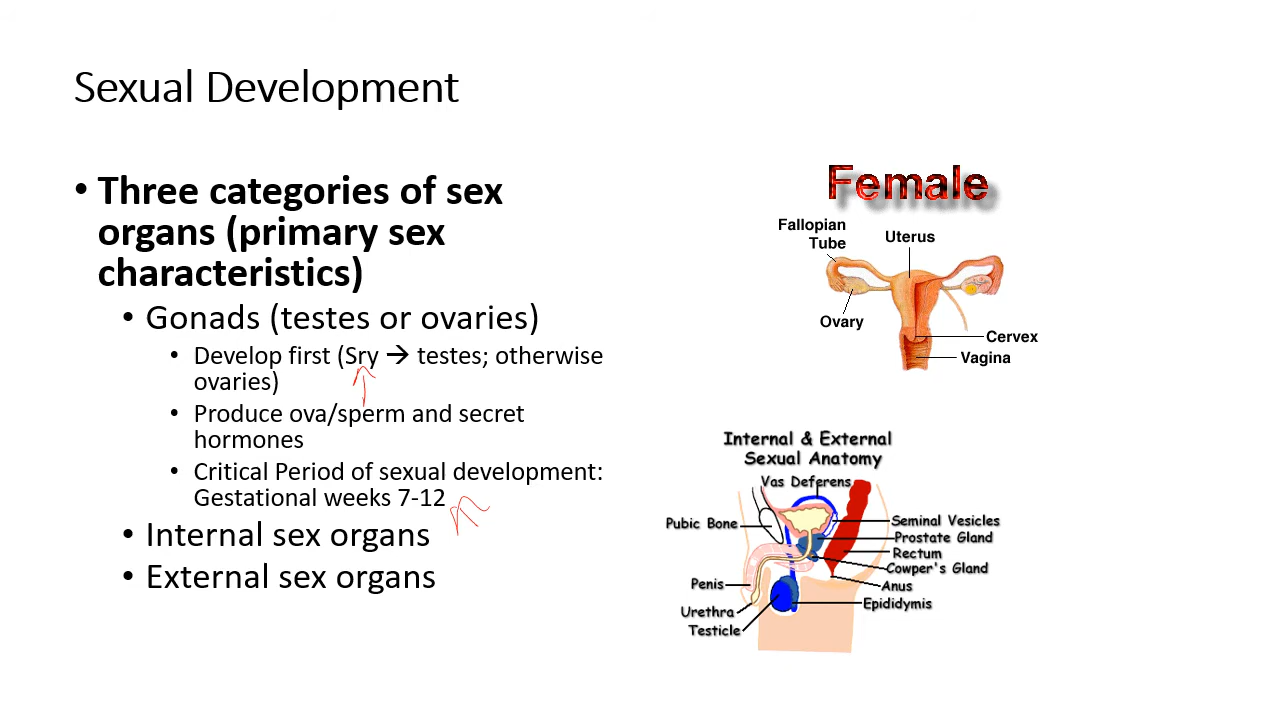 Sexual Development
• Three categories of sex
organs (primary sex
characteristics)
• Gonads (testes or ovaries)
• Develop first (Sry → testes; otherwise
ovaries)
• Produce ova/sperm and secret
hormones
• Critical Period of sexual development:
Gestational weeks 7-12
• Internal sex organs
• External sex organs
Female
Fallopian
Tube
Uterus
Ovary
Cervex
Vagina
Internal & External
Sexual Anatomy
Vas Deferens
Pubic Bone
Seminal Vesicles
Prostate Gland
Rectum
Cowper's Gland
Penis
Anus
Epididymis
Urethra
Testicle